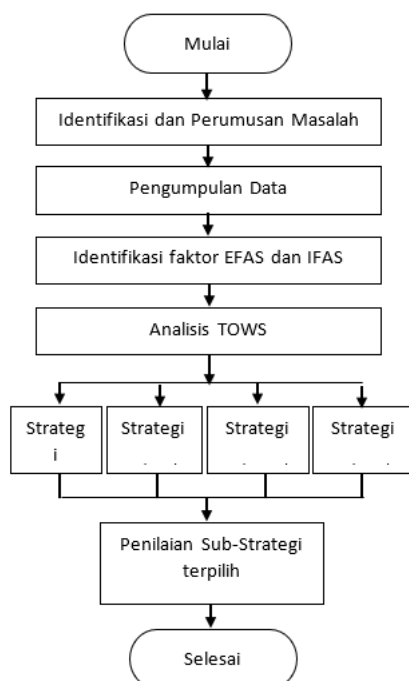 Mulai
Identifikasi dan Perumusan Masalah
Pengumpulan Data
Identifikasi faktor EFAS dan IFAS
Analisis TOWS
Strateg
i
Strategi
Strategi
Strategi
Penilaian Sub-Strategi
terpilih
Selesai